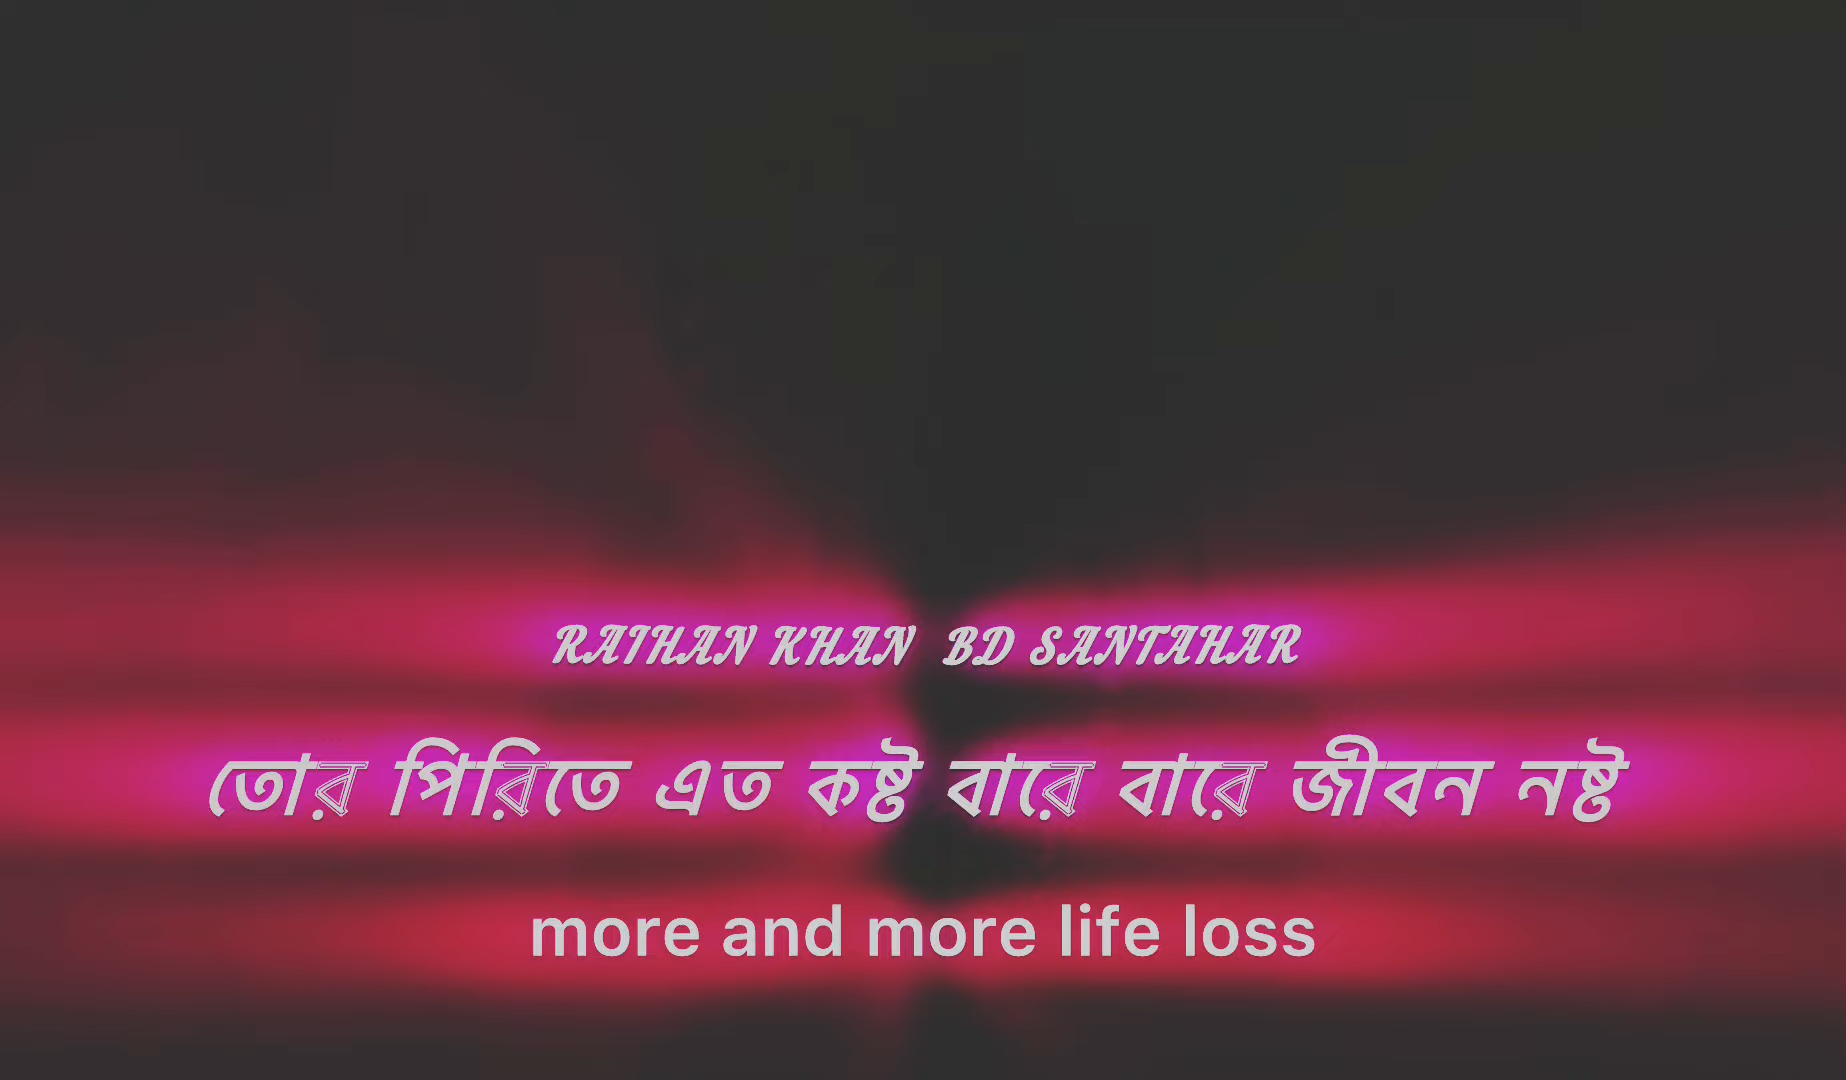 RAIHAN KHAN BD SANTAHAR
তোর পিরিতে এত কষ্ট বারে বারে জীবন নষ্ট
more and more life loss